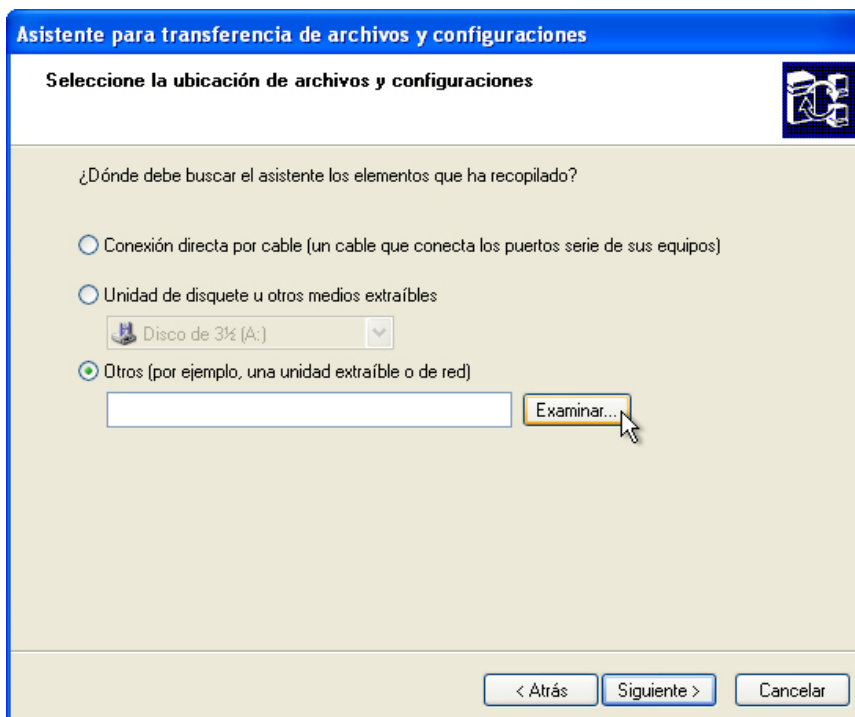 Asistente para transferencia de archivos y configuraciones
Seleccione la ubicación de archivos y configuraciones
¿Dónde debe buscar el asistente los elementos que ha recopilado?
Conexión directa por cable (un cable que conecta los puertos serie de sus equipos)
Unidad de disquete u otros medios extraíbles
Disco de 3½ (A:)
Otros (por ejemplo, una unidad extraíble o de red)
Examinar...
< Atrás
Siguiente >
Cancelar